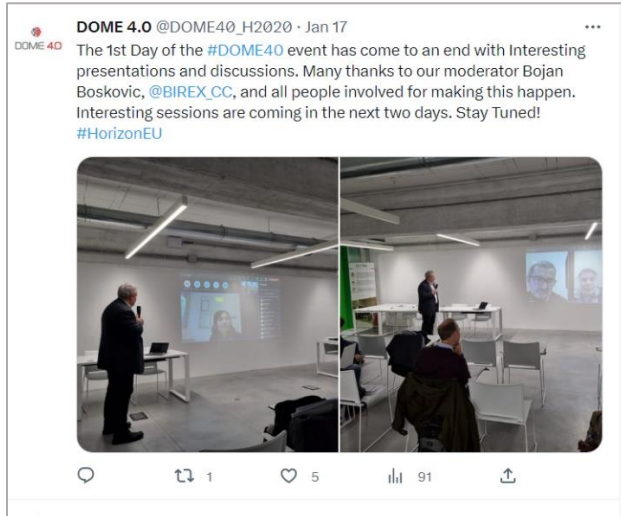 DOME 4.0 @DOME40_H2020 · Jan 17
DOME 4.0
The 1st Day of the #DOME40 event has come to an end with Interesting
presentations and discussions. Many thanks to our moderator Bojan
Boskovic, @BIREX_CC, and all people involved for making this happen.
Interesting sessions are coming in the next two days. Stay Tuned!
#HorizonEU
1
5
91